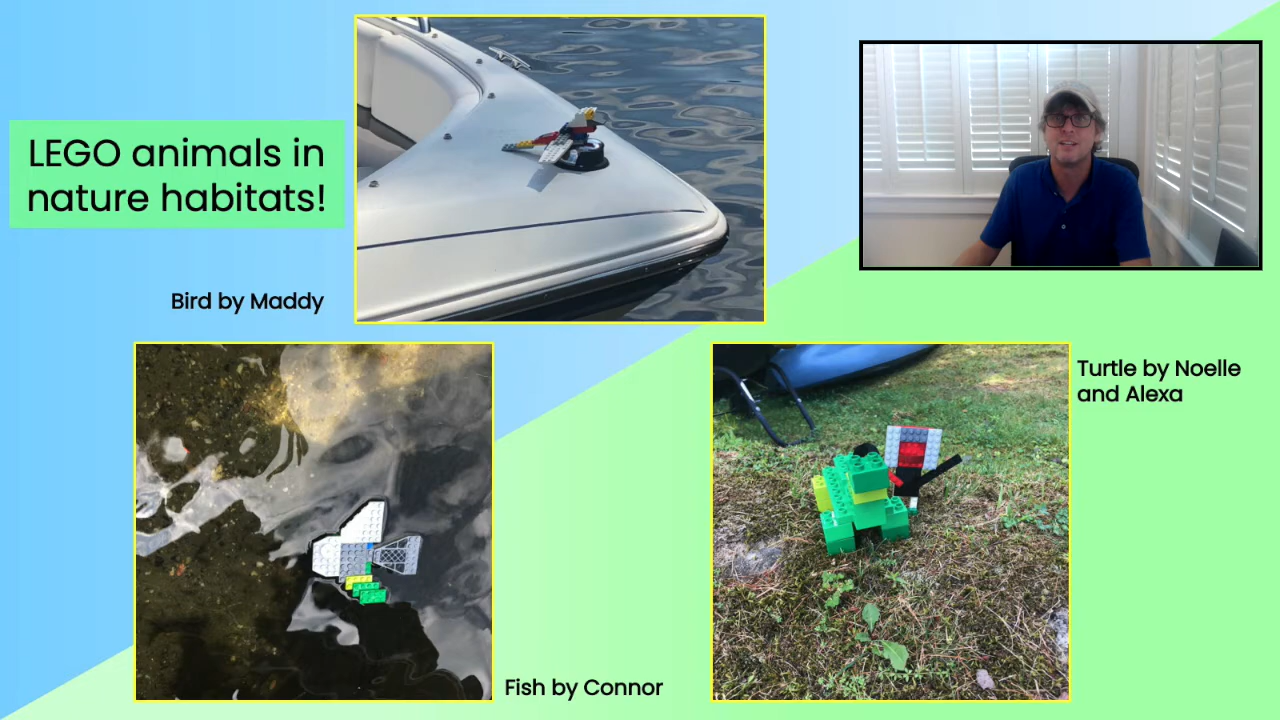 LEGO animals in
nature habitats!
Bird by Maddy
Turtle by Noelle
and Alexa
Fish by Connor